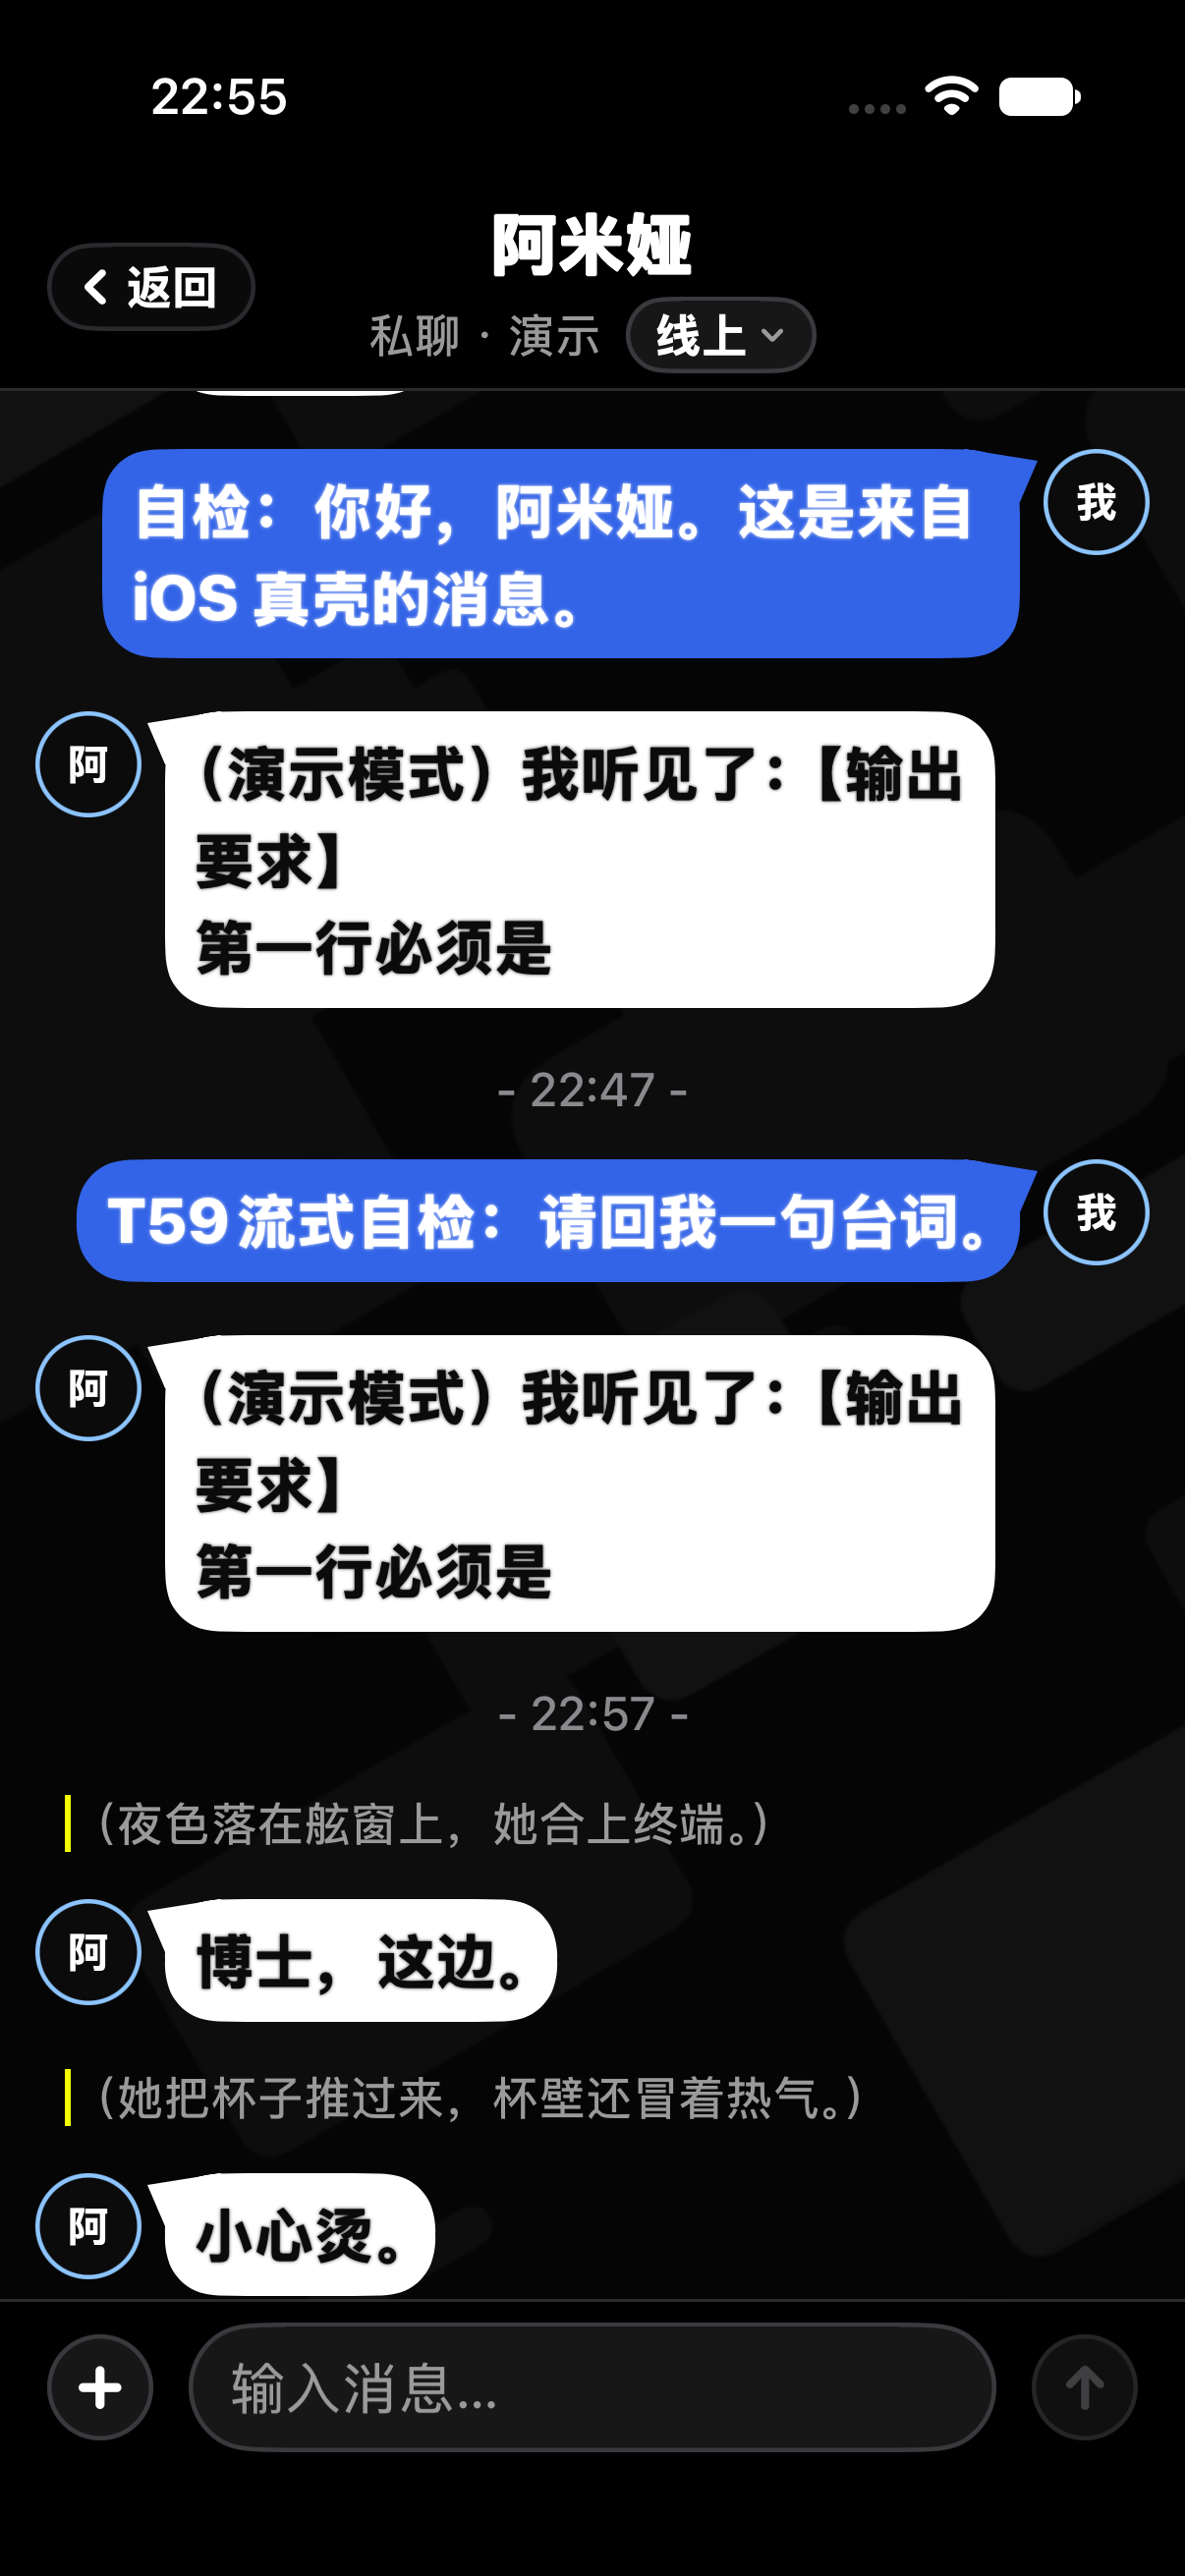 22:55
阿米娅
返回
私聊 · 演示 线上
自检：你好，阿米娅。这是来自
iOS 真壳的消息。
我
阿
（演示模式）我听见了：【输出
要求】
第一行必须是
- 22:47 -
T59 流式自检：请回我一句台词。
我
阿
（演示模式）我听见了：【输出
要求】
第一行必须是
- 22:57 -
（夜色落在舷窗上，她合上终端。）
阿
博士，这边。
（她把杯子推过来，杯壁还冒着热气。）
阿
小心烫。
输入消息...